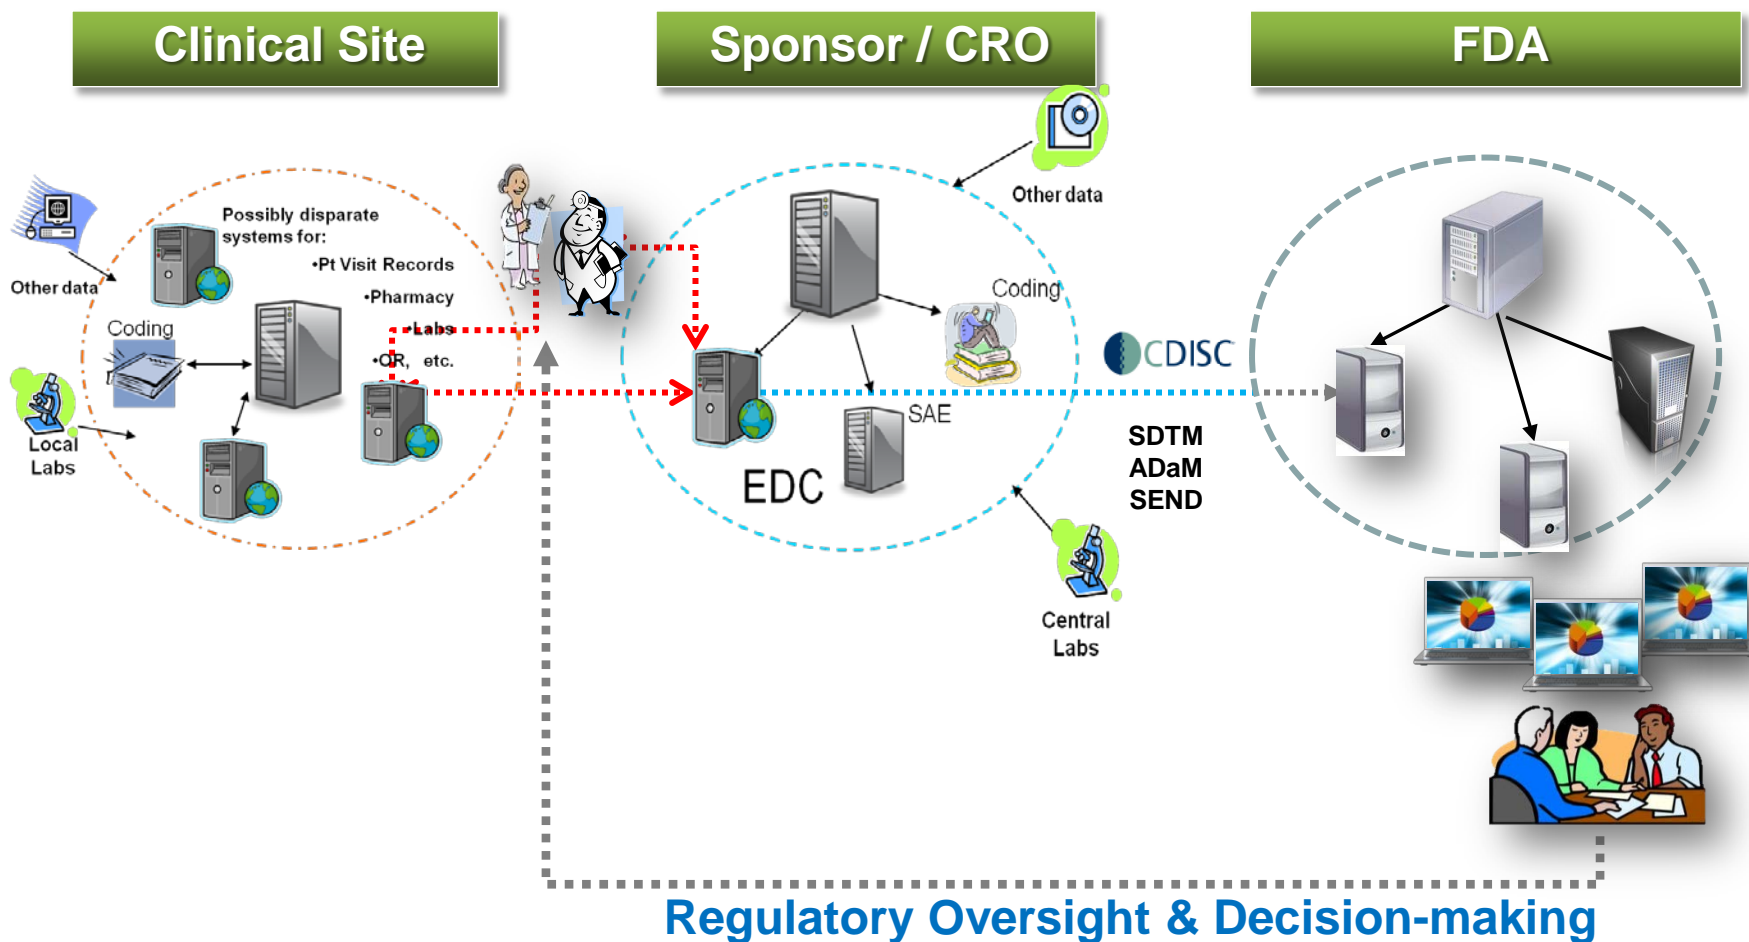 Clinical Site
Sponsor / CRO
FDA
Other data
Possibly disparate
systems for:
•Pt Visit Records
•Pharmacy
•Labs
•OR, etc.
Coding
Local
Labs
Other data
Coding
SAE
EDC
Central
Labs
CDISC
SDTM
ADaM
SEND
Regulatory Oversight & Decision-making